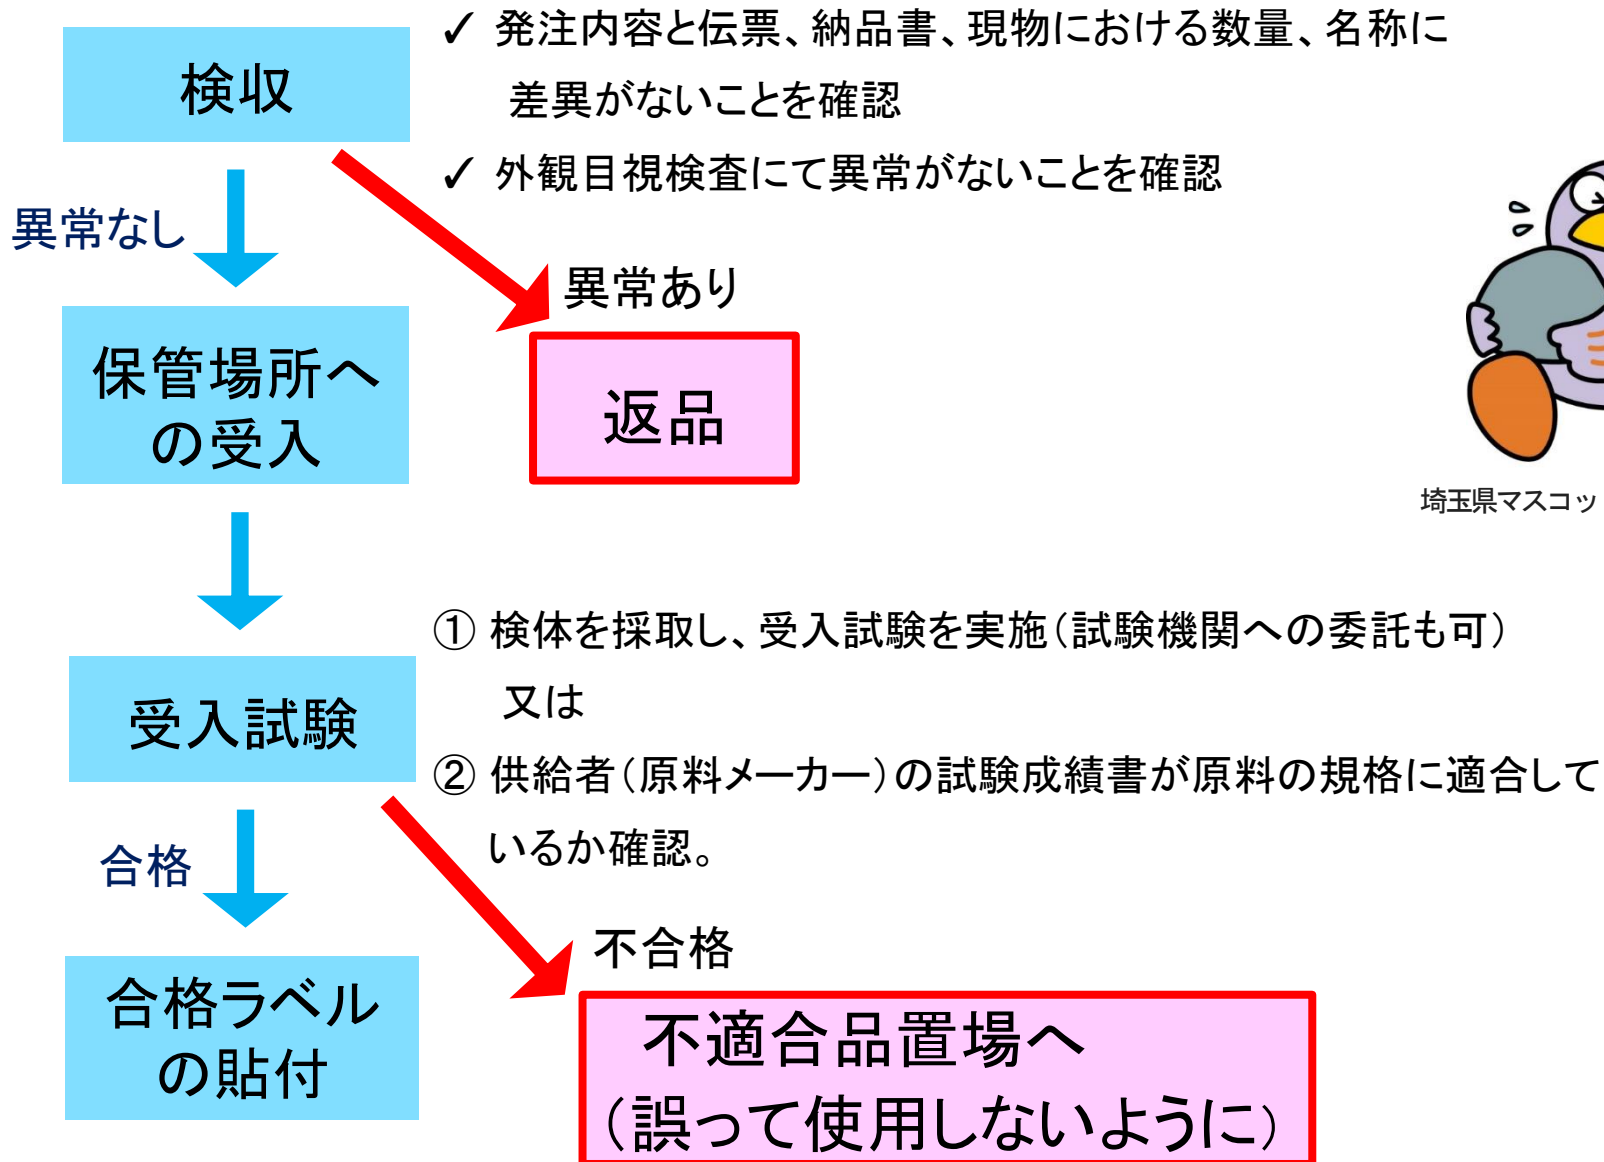 ✓ 発注内容と伝票、納品書、現物における数量、名称に
差異がないことを確認
検収
✓ 外観目視検査にて異常がないことを確認
異常なし
異常あり
保管場所へ
の受入
返品
埼玉県マスコッ
① 検体を採取し、受入試験を実施（試験機関への委託も可）
又は
受入試験
② 供給者（原料メーカー）の試験成績書が原料の規格に適合して
いるか確認。
合格
不合格
合格ラベル
の貼付
不適合品置場へ
（誤って使用しないように）